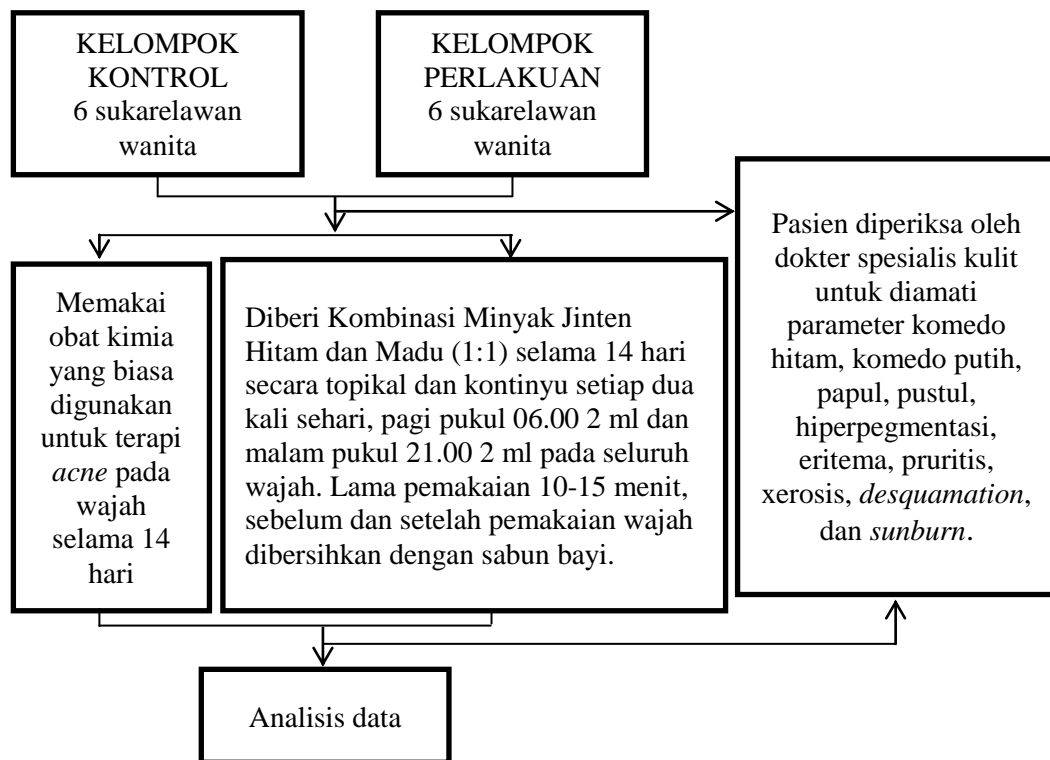 KELOMPOK
KONTROL
6 sukarelawan
wanita
KELOMPOK
PERLAKUAN
6 sukarelawan
wanita
Memakai
obat kimia
yang biasa
digunakan
untuk terapi
acne pada
wajah
selama 14
hari
Diberi Kombinasi Minyak Jinten
Hitam dan Madu (1:1) selama 14 hari
secara topikal dan kontinyu setiap dua
kali sehari, pagi pukul 06.00 2 ml dan
malam pukul 21.00 2 ml pada seluruh
wajah. Lama pemakaian 10-15 menit,
sebelum dan setelah pemakaian wajah
dibersihkan dengan sabun bayi.
Pasien diperiksa oleh
dokter spesialis kulit
untuk diamati
parameter komedo
hitam, komedo putih,
papul, pustul,
hiperpegmentasi,
eritema, pruritis,
xerosis, desquamation,
dan sunburn.
Analisis data